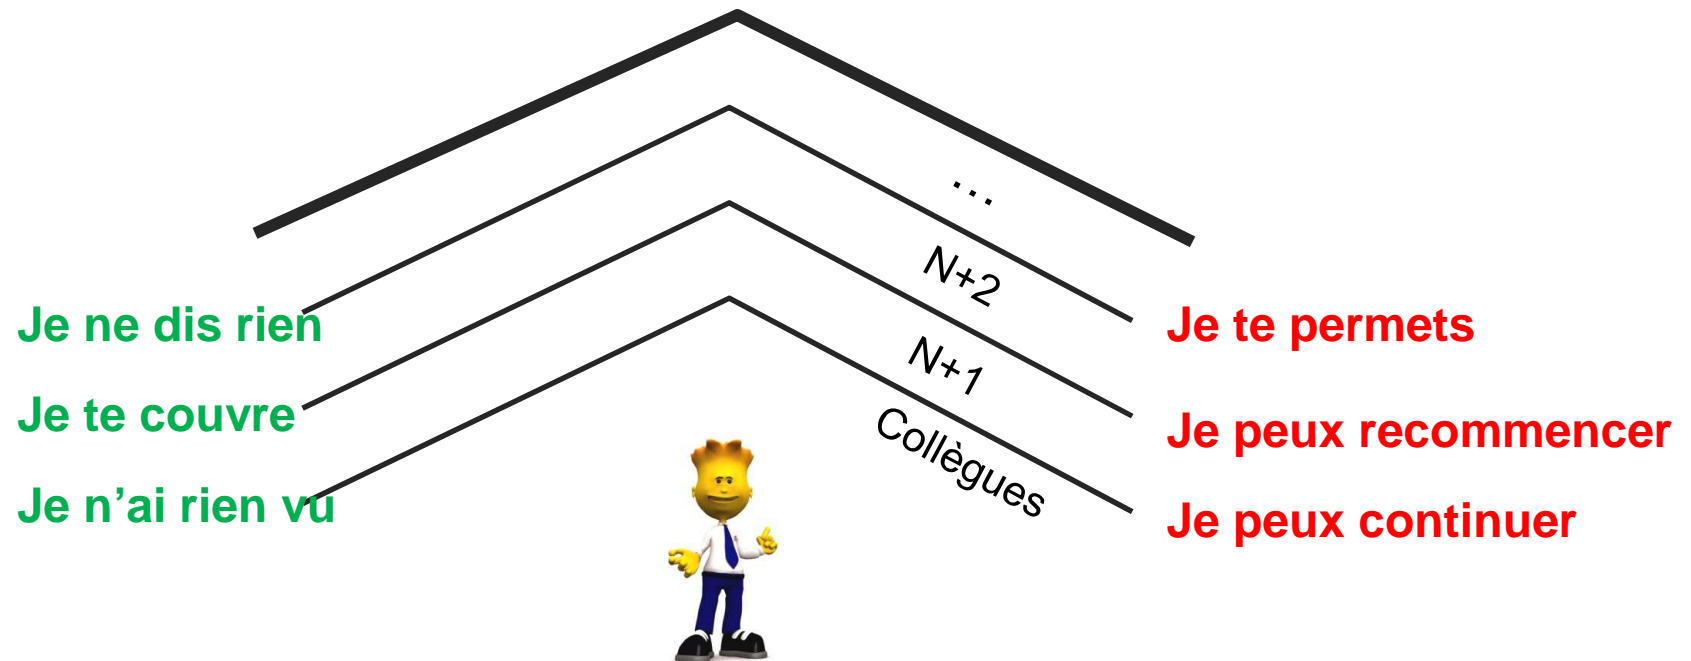 …
N+2
Je ne dis rien
Je te permets
N+1
Je te couvre
Je peux recommencer
Collègues
Je n’ai rien vu
Je peux continuer